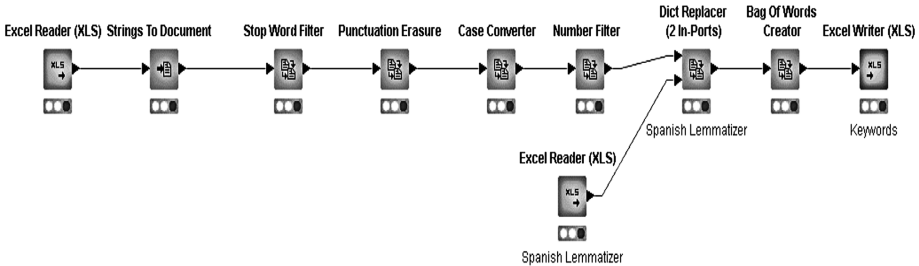 Excel Reader (XLS)
Strings To Document
Stop Word Filter
Punctuation Erasure
Case Converter
Number Filter
Dict Replacer
(2 In-Ports)
Bag Of Words
Creator
Excel Writer (XLS)
XLS
XLS
Spanish Lemmatizer
Keywords
Excel Reader (XLS)
XLS
Spanish Lemmatizer